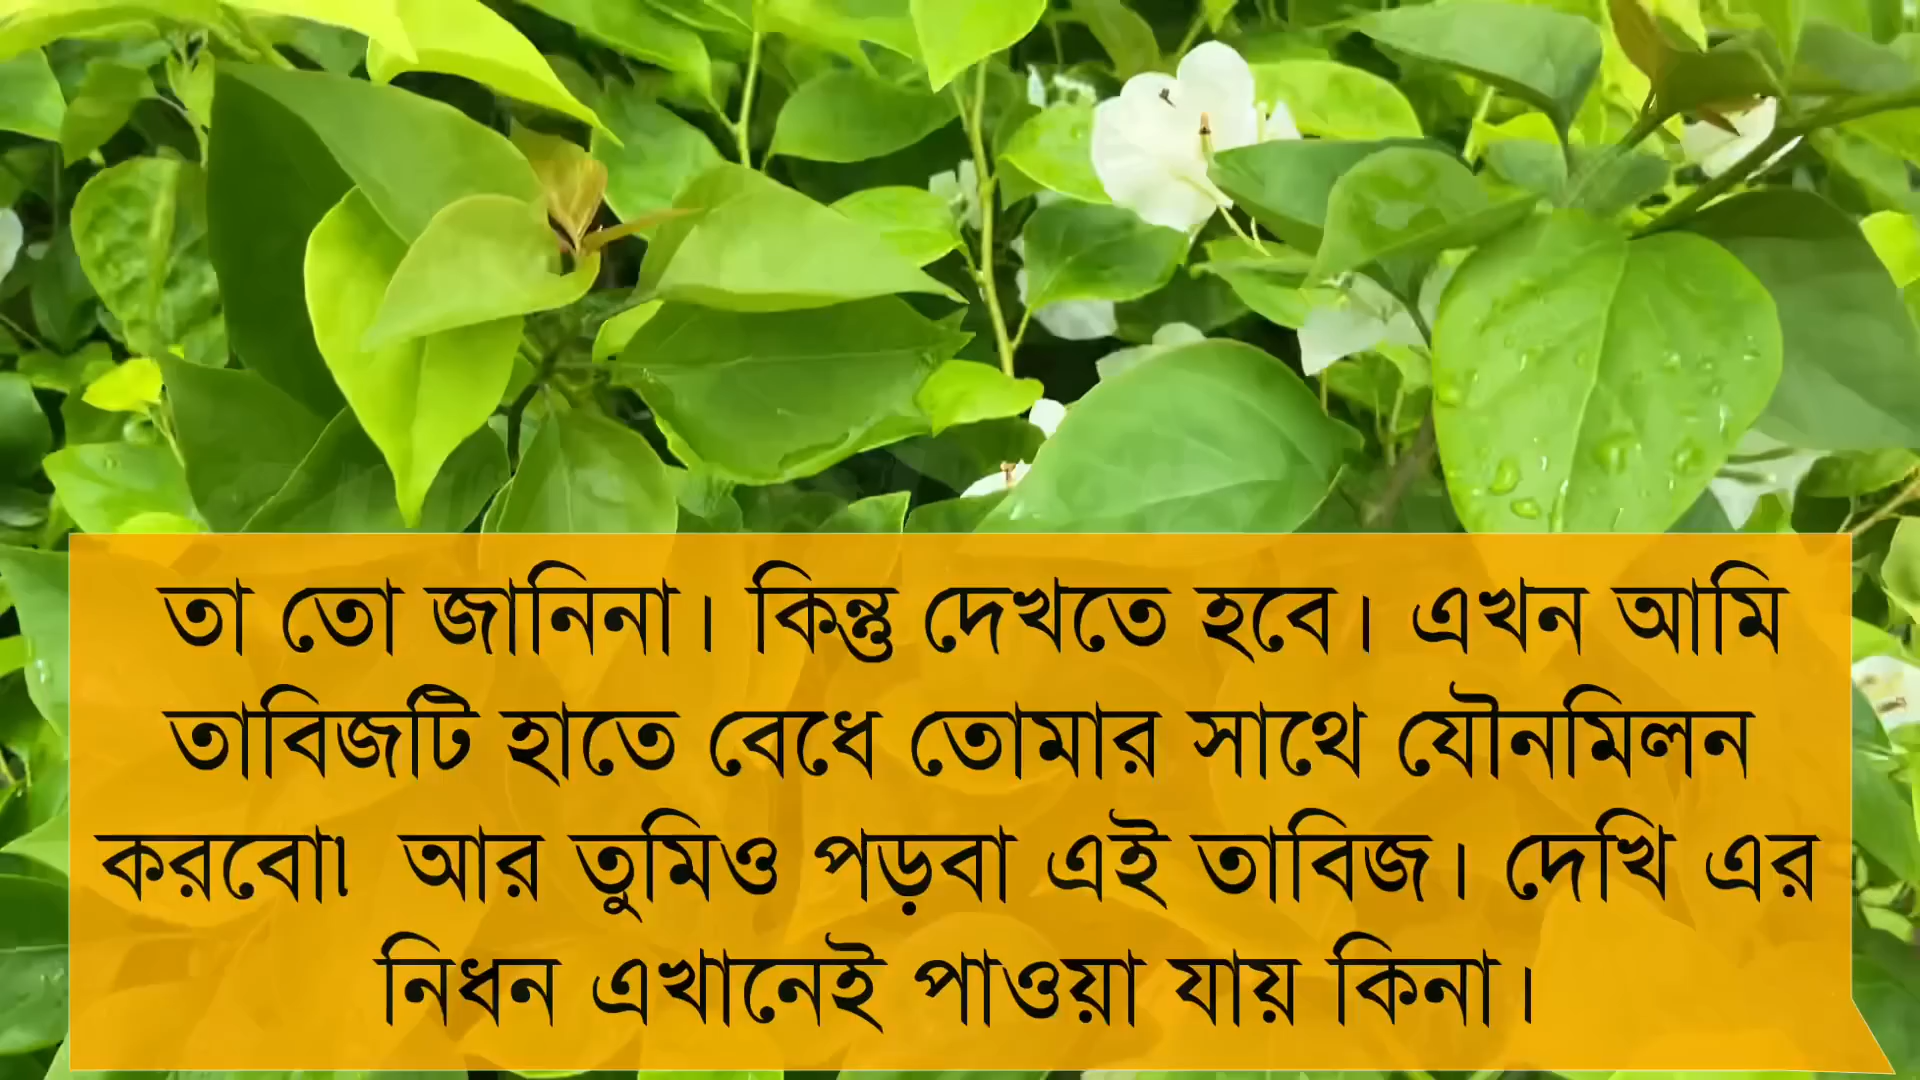 তা তো জানিনা। কিন্তু দেখতে হবে। এখন আমি
তাবিজটি হাতে বেধে তোমার সাথে যৌনমিলন
করবো৷ আর তুমিও পড়বা এই তাবিজ। দেখি এর
নিধন এখানেই পাওয়া যায় কিনা।